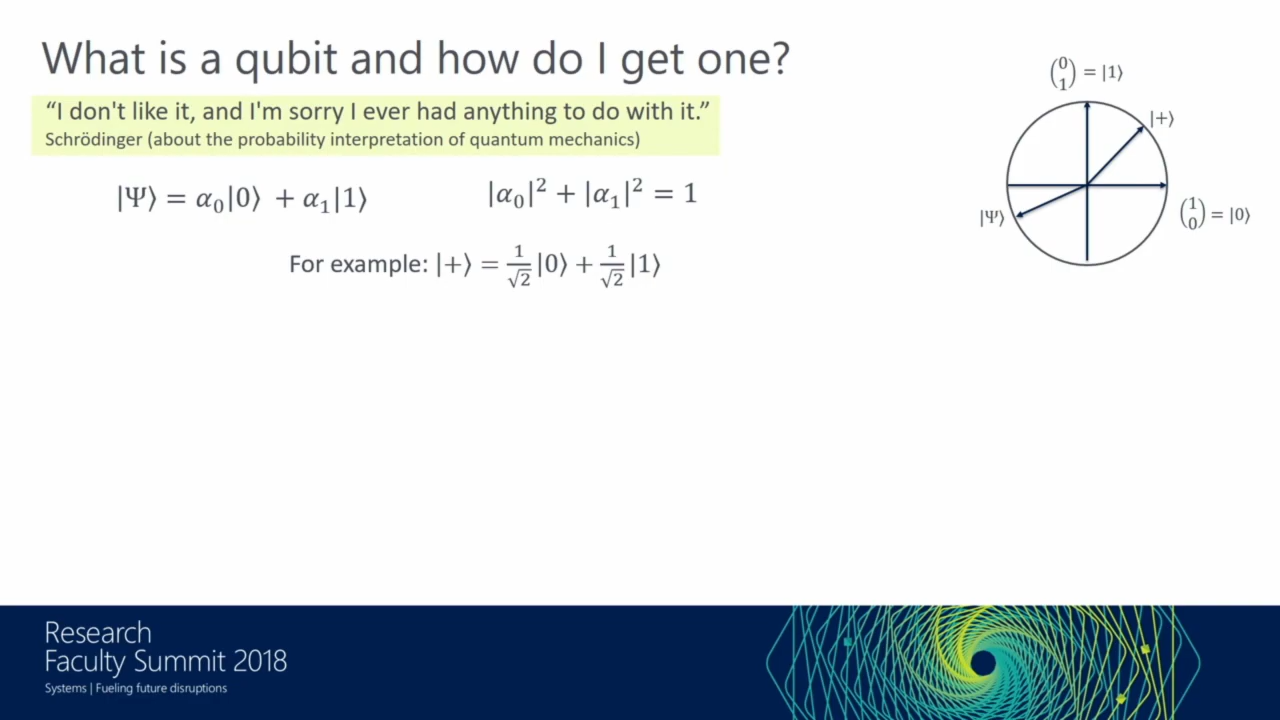 What is a qubit and how do I get one?
“I don't like it, and I'm sorry I ever had anything to do with it.”
Schrödinger (about the probability interpretation of quantum mechanics)
|Ψ⟩ = α₀|0⟩ + α₁|1⟩
|α₀|² + |α₁|² = 1
For example: |+⟩ = 1/√2 |0⟩ + 1/√2 |1⟩
(0 1) = |1⟩
|+⟩
|Ψ⟩
(1 0) = |0⟩
Research
Faculty Summit 2018
Systems | Fueling future disruptions